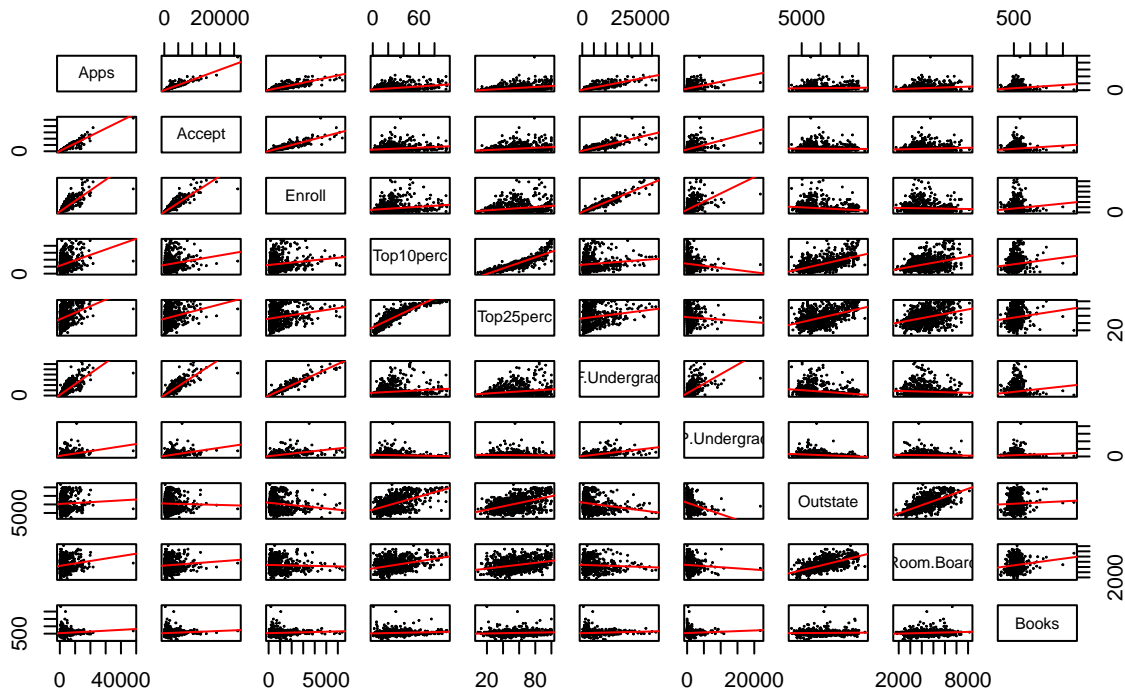 0 20000 0 60 0 25000 5000 500
Apps 0
0 Accept
Enroll 0
0 Top10perc
Top25perc 20
0 F.Undergrad
P.Undergrad 0
5000 Outstate
Room.Board 2000
500 Books
0 40000 0 5000 20 80 0 20000 2000 8000